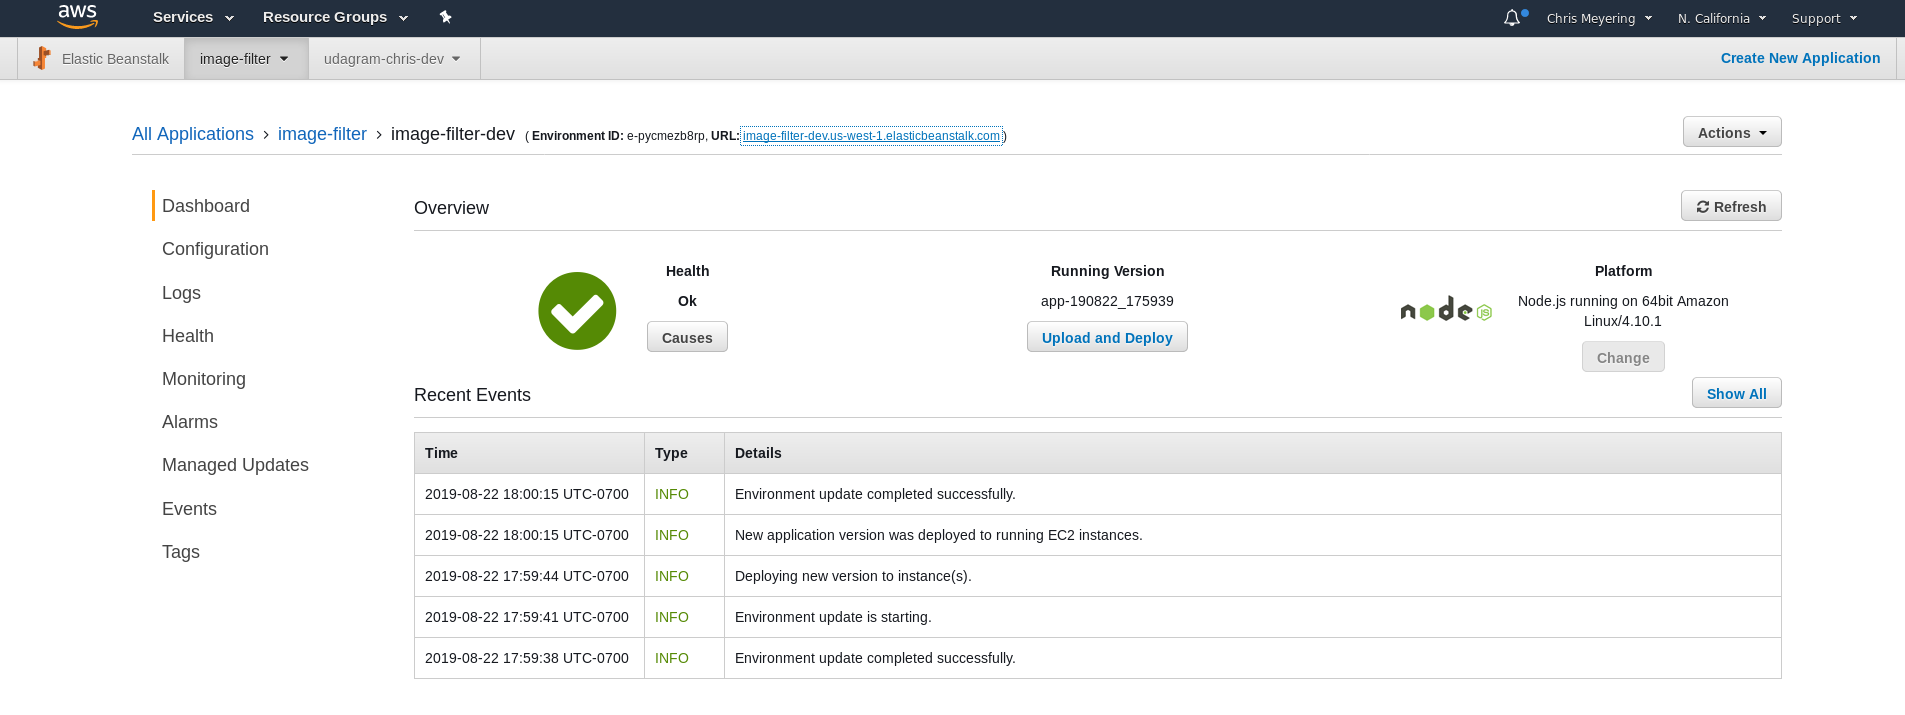 aws Services Resource Groups Chris Meyering N. California Support
Elastic Beanstalk image-filter udagram-chris-dev Create New Application
All Applications › image-filter › image-filter-dev ( Environment ID: e-pycmezb8rp, URL: image-filter-dev.us-west-1.elasticbeanstalk.com) Actions
Dashboard
Configuration
Logs
Health
Monitoring
Alarms
Managed Updates
Events
Tags
Overview Refresh
Health
Ok
Causes
Running Version
app-190822_175939
Upload and Deploy
node JS
Platform
Node.js running on 64bit Amazon
Linux/4.10.1
Change
Recent Events Show All
Time Type Details
2019-08-22 18:00:15 UTC-0700 INFO Environment update completed successfully.
2019-08-22 18:00:15 UTC-0700 INFO New application version was deployed to running EC2 instances.
2019-08-22 17:59:44 UTC-0700 INFO Deploying new version to instance(s).
2019-08-22 17:59:41 UTC-0700 INFO Environment update is starting.
2019-08-22 17:59:38 UTC-0700 INFO Environment update completed successfully.